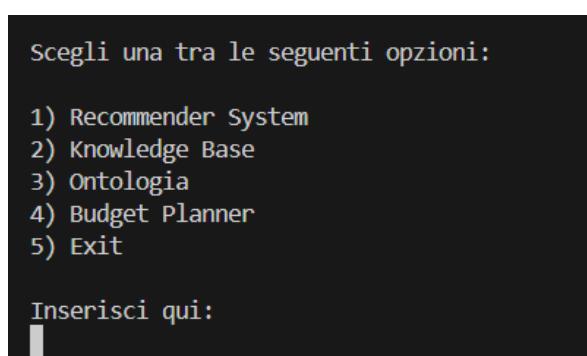 Scegli una tra le seguenti opzioni:
1) Recommender System
2) Knowledge Base
3) Ontologia
4) Budget Planner
5) Exit
Inserisci qui: